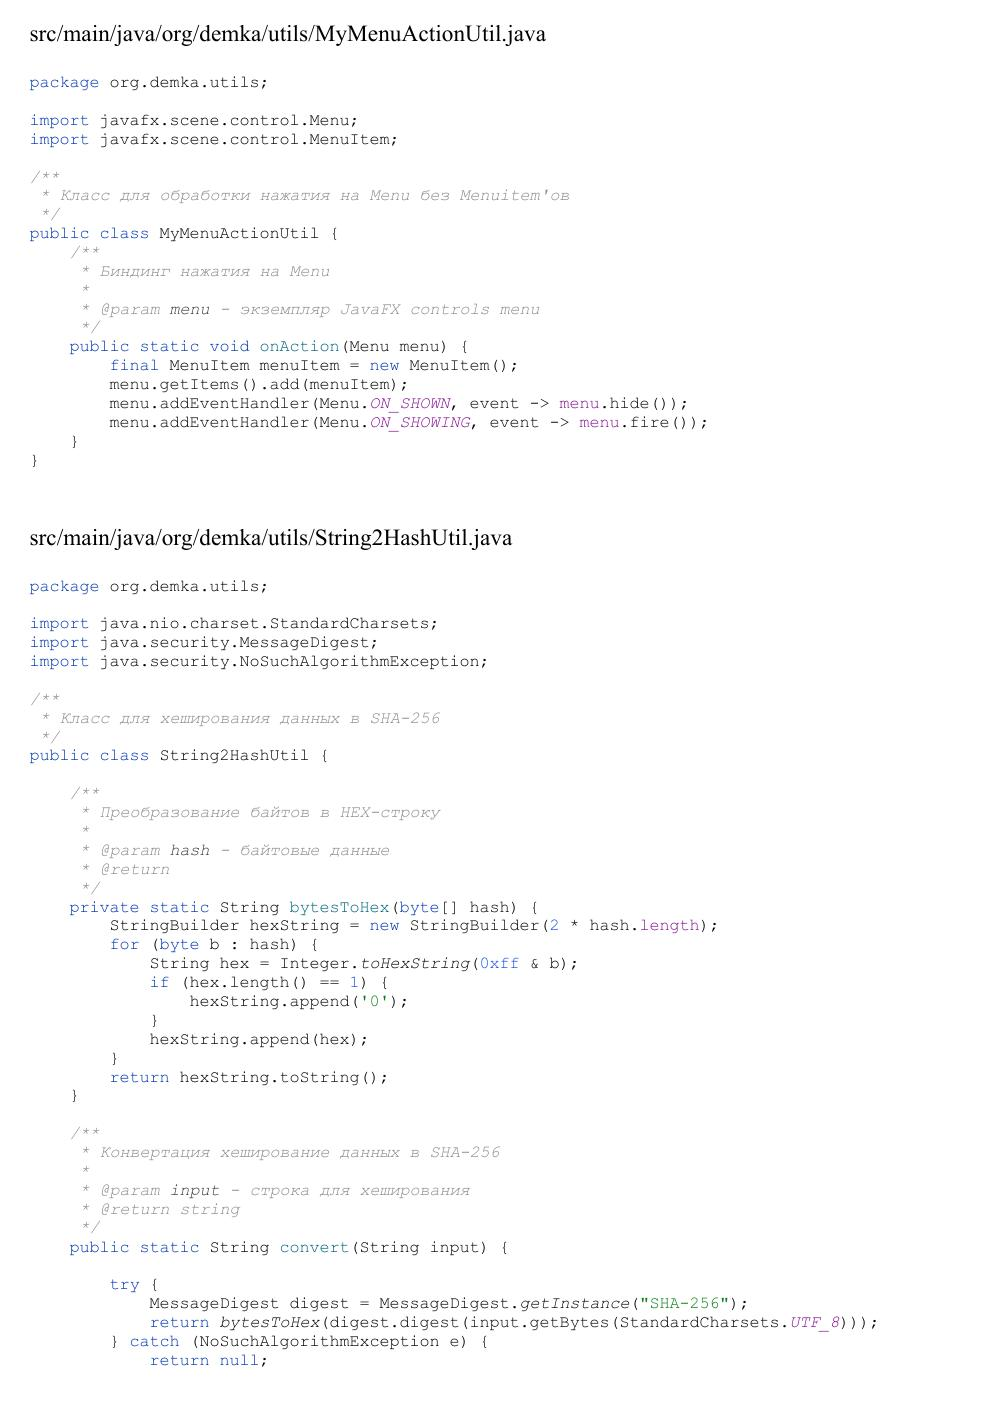 src/main/java/org/demka/utils/MyMenuActionUtil.java
package org.demka.utils;
import javafx.scene.control.Menu;
import javafx.scene.control.MenuItem;
/**
 * Класс для обработки нажатия на Menu без Menuitem'ов
 */
public class MyMenuActionUtil {
    /**
     * Биндинг нажатия на Menu
     *
     * @param menu - экземпляр JavaFX controls menu
     */
    public static void onAction(Menu menu) {
        final MenuItem menuItem = new MenuItem();
        menu.getItems().add(menuItem);
        menu.addEventHandler(Menu.ON_SHOWN, event -> menu.hide());
        menu.addEventHandler(Menu.ON_SHOWING, event -> menu.fire());
    }
}
src/main/java/org/demka/utils/String2HashUtil.java
package org.demka.utils;
import java.nio.charset.StandardCharsets;
import java.security.MessageDigest;
import java.security.NoSuchAlgorithmException;
/**
 * Класс для хеширования данных в SHA-256
 */
public class String2HashUtil {
    /**
     * Преобразование байтов в HEX-строку
     *
     * @param hash - байтовые данные
     * @return
     */
    private static String bytesToHex(byte[] hash) {
        StringBuilder hexString = new StringBuilder(2 * hash.length);
        for (byte b : hash) {
            String hex = Integer.toHexString(0xff & b);
            if (hex.length() == 1) {
                hexString.append('0');
            }
            hexString.append(hex);
        }
        return hexString.toString();
    }
    /**
     * Конвертация хеширование данных в SHA-256
     *
     * @param input - строка для хеширования
     * @return string
     */
    public static String convert(String input) {
        try {
            MessageDigest digest = MessageDigest.getInstance("SHA-256");
            return bytesToHex(digest.digest(input.getBytes(StandardCharsets.UTF_8)));
        } catch (NoSuchAlgorithmException e) {
            return null;